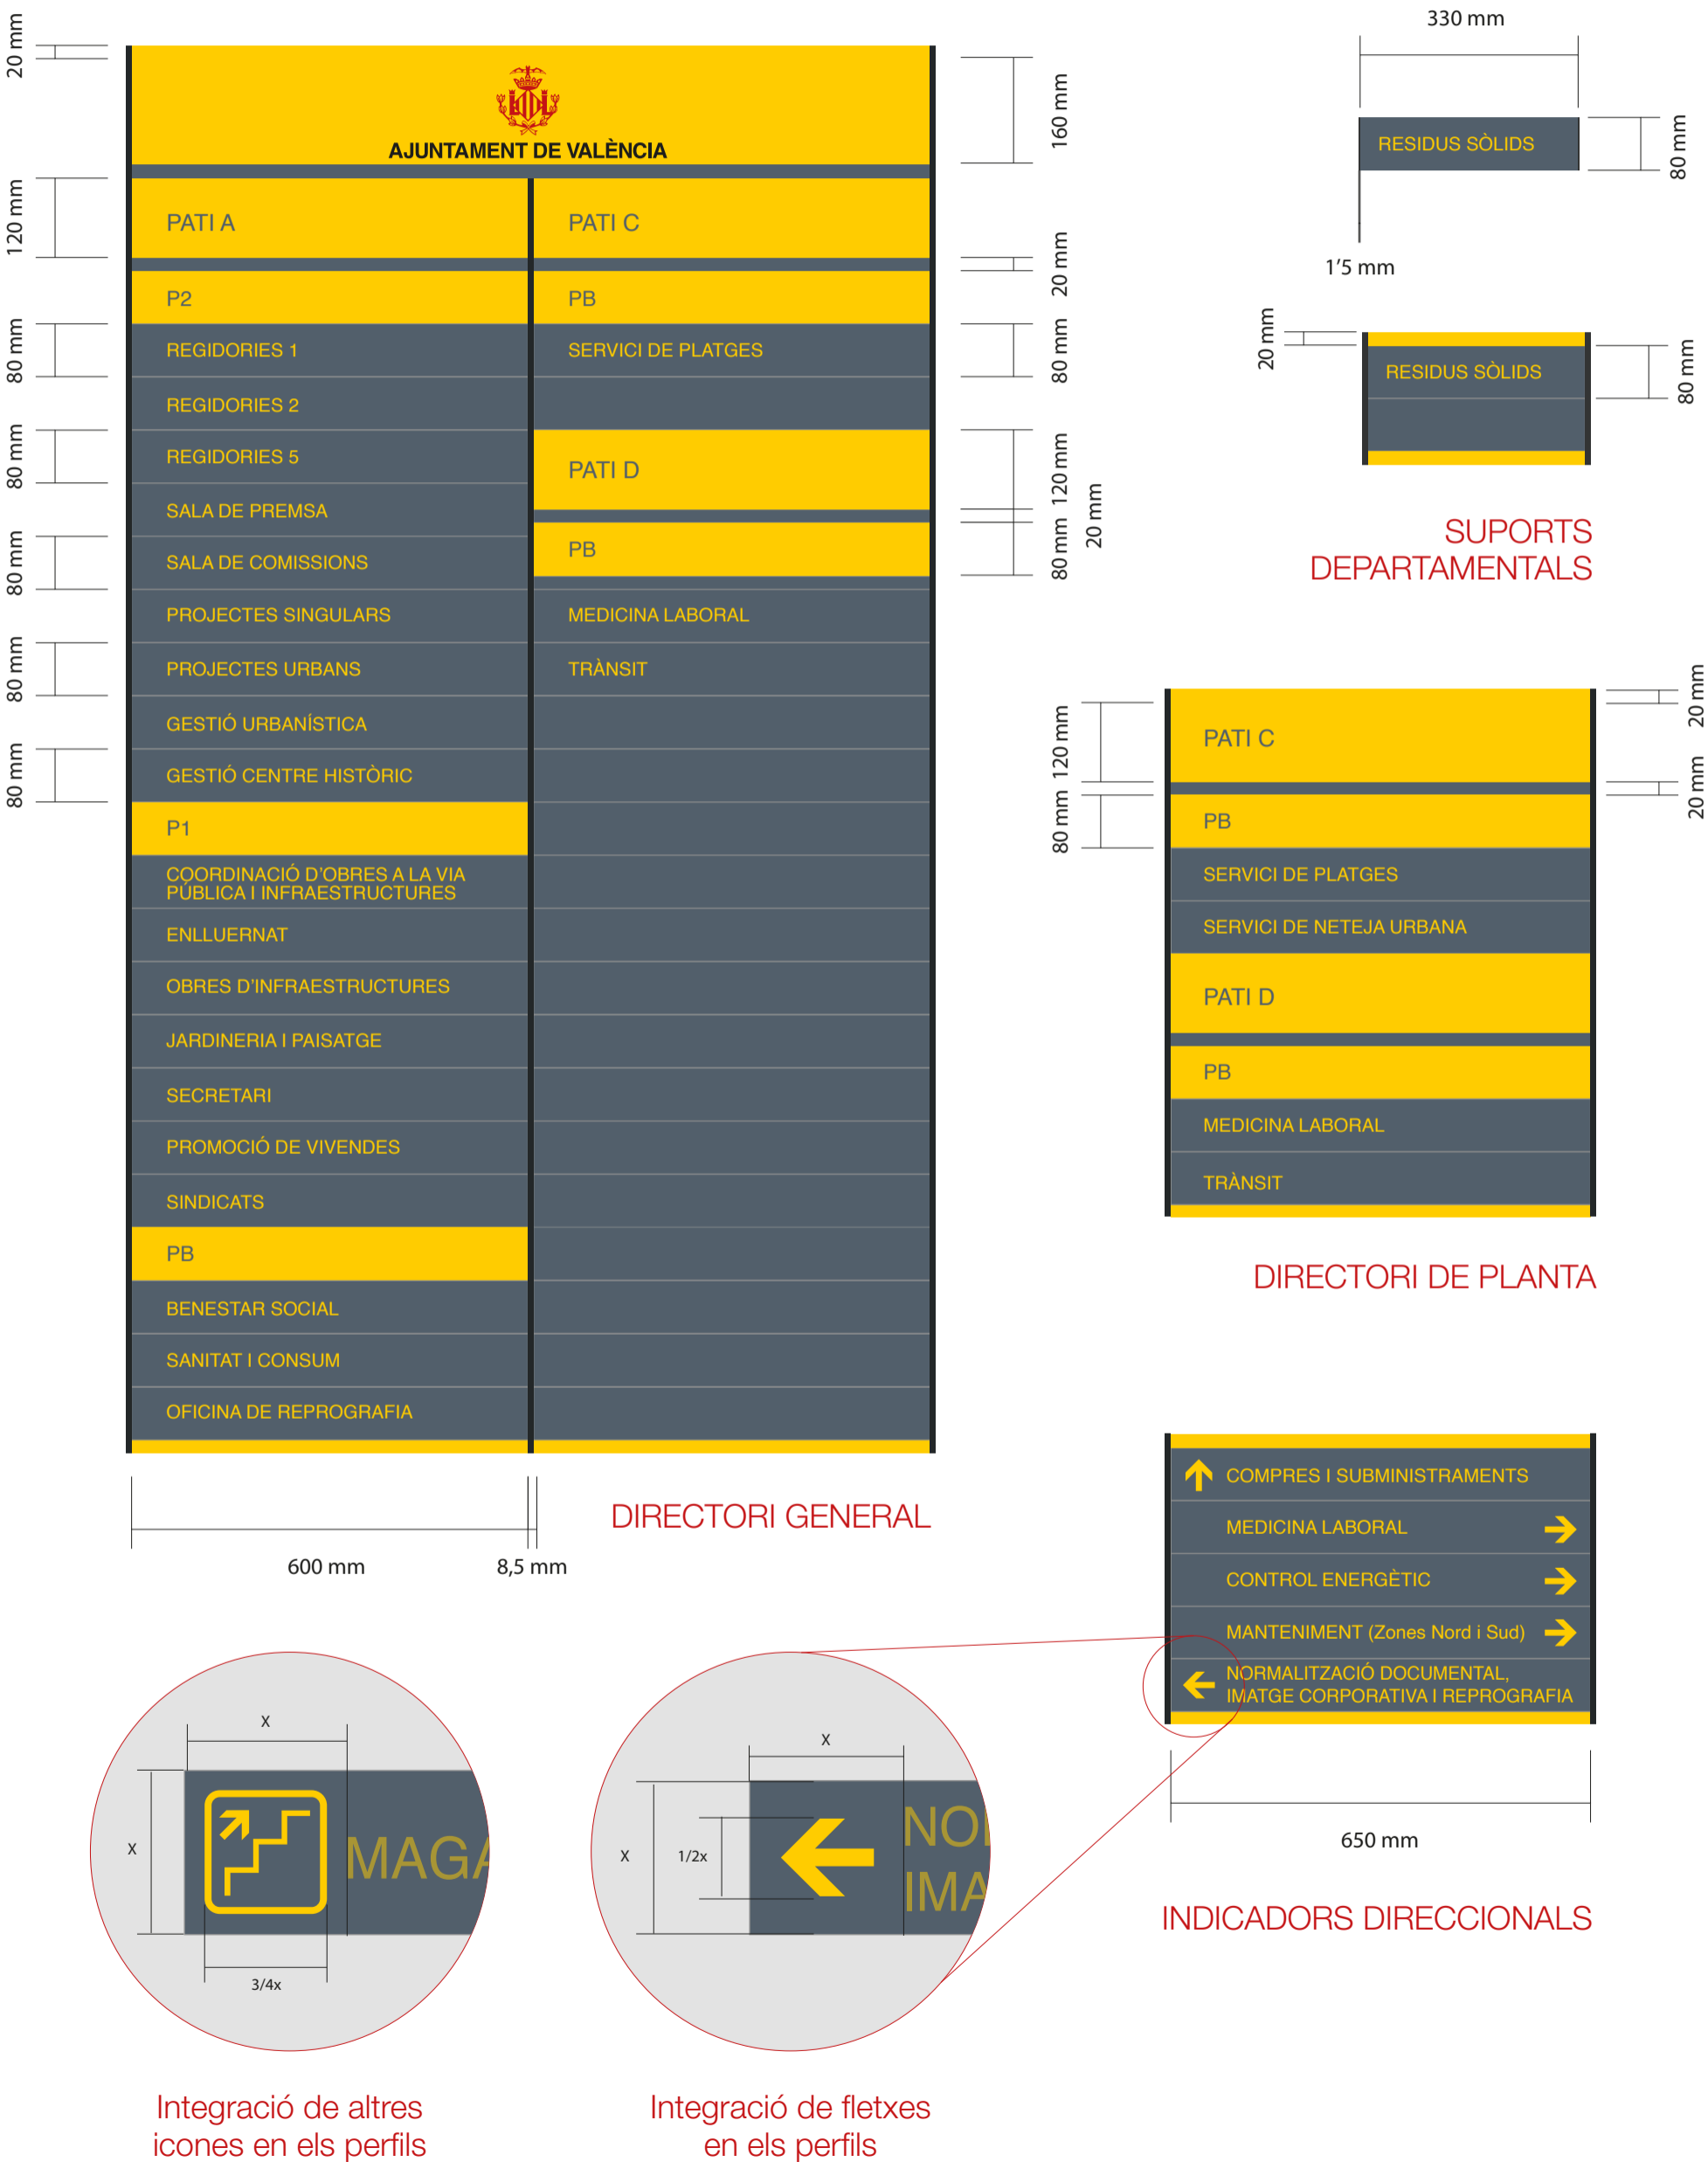 20 mm
AJUNTAMENT DE VALÈNCIA
160 mm
120 mm
PATI A
PATI C
20 mm
P2
PB
80 mm
REGIDORIES 1
SERVICI DE PLATGES
80 mm
REGIDORIES 2
80 mm
REGIDORIES 5
PATI D
120 mm
20 mm
SALA DE PREMSA
80 mm
SALA DE COMISSIONS
PB
80 mm
PROJECTES SINGULARS
MEDICINA LABORAL
80 mm
PROJECTES URBANS
TRÀNSIT
GESTIÓ URBANÍSTICA
80 mm
GESTIÓ CENTRE HISTÒRIC
P1
COORDINACIÓ D'OBRES A LA VIA
PÚBLICA I INFRAESTRUCTURES
ENLLUERNAT
OBRES D'INFRAESTRUCTURES
JARDINERIA I PAISATGE
SECRETARI
PROMOCIÓ DE VIVENDES
SINDICATS
PB
BENESTAR SOCIAL
SANITAT I CONSUM
OFICINA DE REPROGRAFIA
600 mm
8,5 mm
DIRECTORI GENERAL
330 mm
RESIDUS SÒLIDS
80 mm
1'5 mm
20 mm
RESIDUS SÒLIDS
80 mm
SUPORTS
DEPARTAMENTALS
20 mm
120 mm
PATI C
20 mm
80 mm
PB
SERVICI DE PLATGES
SERVICI DE NETEJA URBANA
PATI D
PB
MEDICINA LABORAL
TRÀNSIT
DIRECTORI DE PLANTA
COMPRES I SUBMINISTRAMENTS
MEDICINA LABORAL
CONTROL ENERGÈTIC
MANTENIMENT (Zones Nord i Sud)
NORMALITZACIÓ DOCUMENTAL,
IMATGE CORPORATIVA I REPROGRAFIA
650 mm
INDICADORS DIRECCIONALS
X
X
MAGA
3/4x
Integració de altres
icones en els perfils
X
X
1/2x
NOI
IMA
Integració de fletxes
en els perfils